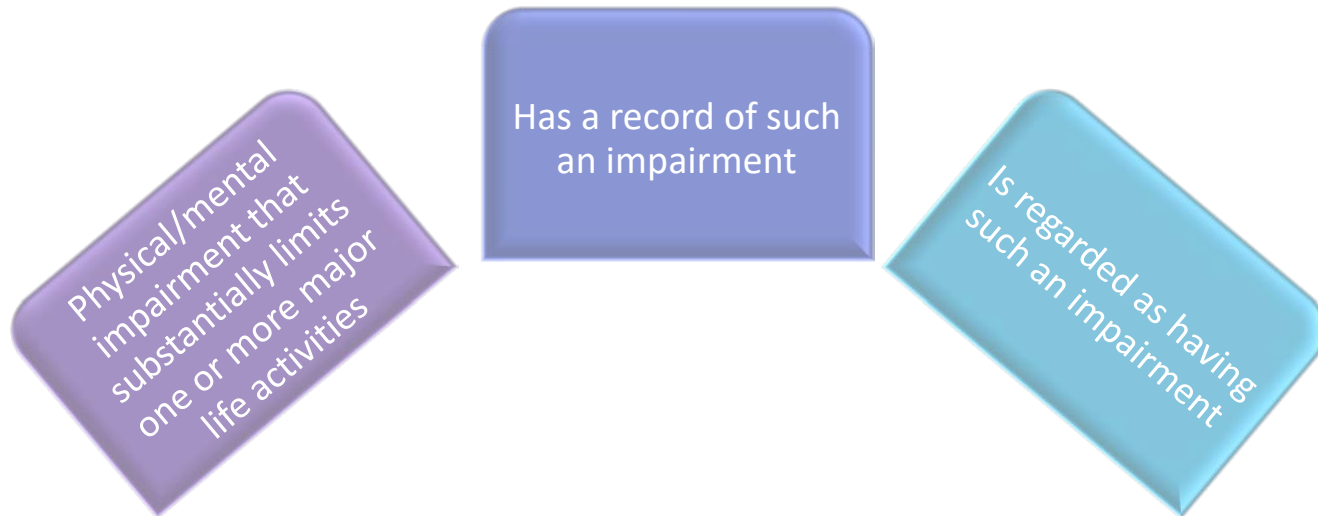 Physical/mental
impairment that
substantially limits
one or more major
life activities
Has a record of such
an impairment
Is regarded as having
such an impairment